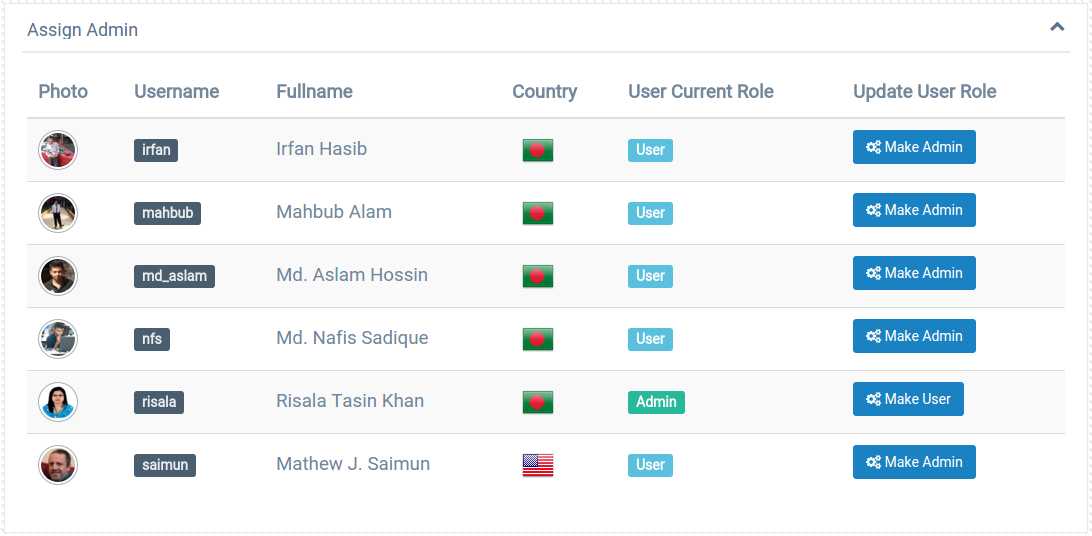 Assign Admin
Photo Username Fullname Country User Current Role Update User Role
irfan Irfan Hasib User Make Admin
mahbub Mahbub Alam User Make Admin
md_aslam Md. Aslam Hossin User Make Admin
nfs Md. Nafis Sadique User Make Admin
risala Risala Tasin Khan Admin Make User
saimun Mathew J. Saimun User Make Admin